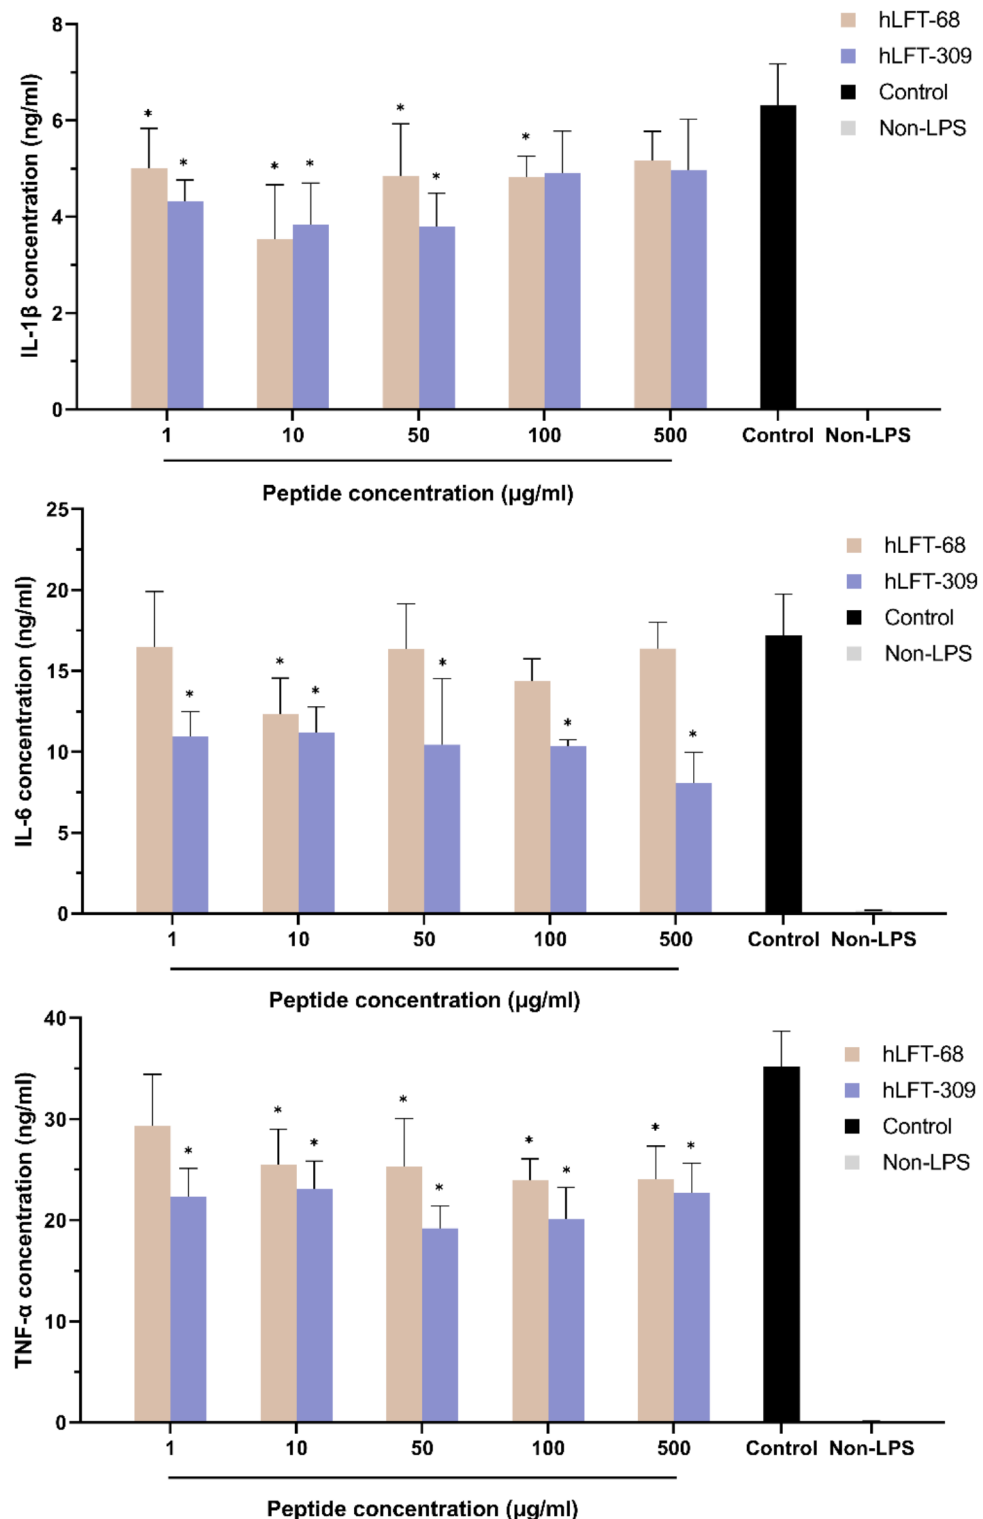 IL-1β concentration (ng/ml)
8
6
4
2
0
hLFT-68
hLFT-309
Control
Non-LPS
* * * * * * *
1 10 50 100 500 Control Non-LPS
Peptide concentration (µg/ml)
IL-6 concentration (ng/ml)
25
20
15
10
5
0
hLFT-68
hLFT-309
Control
Non-LPS
* * * * * *
1 10 50 100 500 Control Non-LPS
Peptide concentration (µg/ml)
TNF-α concentration (ng/ml)
40
30
20
10
0
hLFT-68
hLFT-309
Control
Non-LPS
* * * * * * * * *
1 10 50 100 500 Control Non-LPS
Peptide concentration (µg/ml)